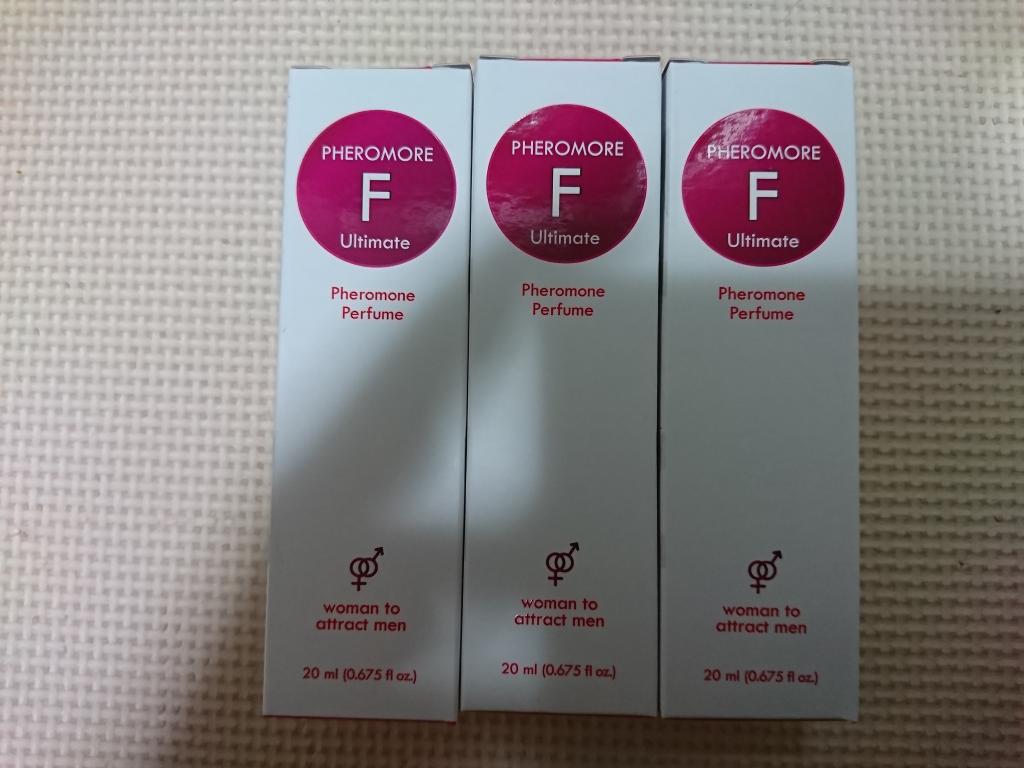 PHEROMORE
F
Ultimate
Pheromone
Perfume
woman to
attract men
20 ml (0.675 fl oz.)
PHEROMORE
F
Ultimate
Pheromone
Perfume
woman to
attract men
20 ml (0.675 fl oz.)
PHEROMORE
F
Ultimate
Pheromone
Perfume
woman to
attract men
20 ml (0.675 fl oz.)